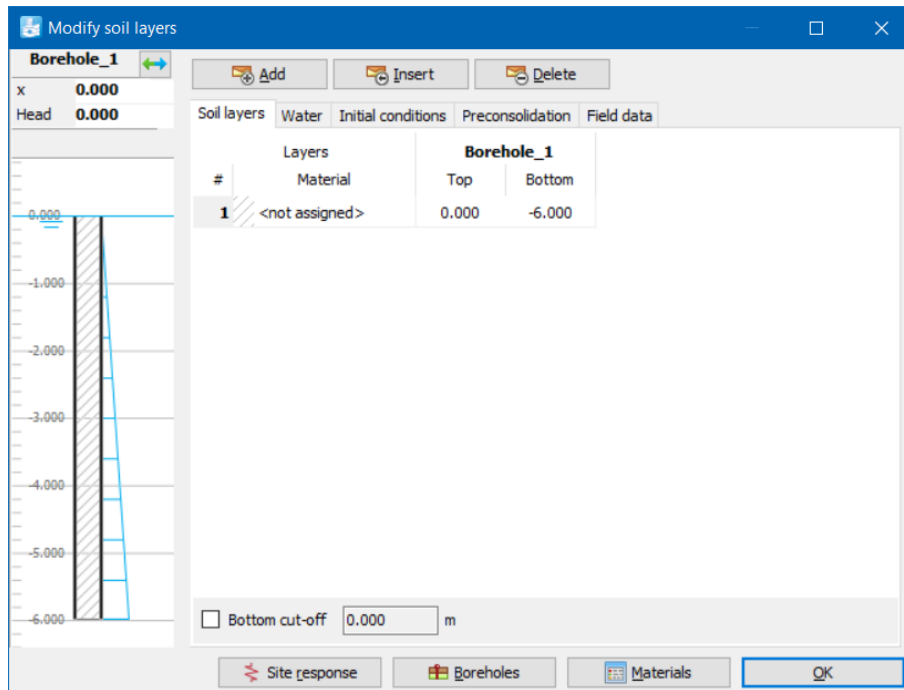 Modify soil layers
Borehole_1
x 0.000
Head 0.000
Add Insert Delete
Soil layers Water Initial conditions Preconsolidation Field data
Layers Borehole_1
# Material Top Bottom
1 <not assigned> 0.000 -6.000
0.000
-1.000
-2.000
-3.000
-4.000
-5.000
-6.000
Bottom cut-off 0.000 m
Site response Boreholes Materials OK